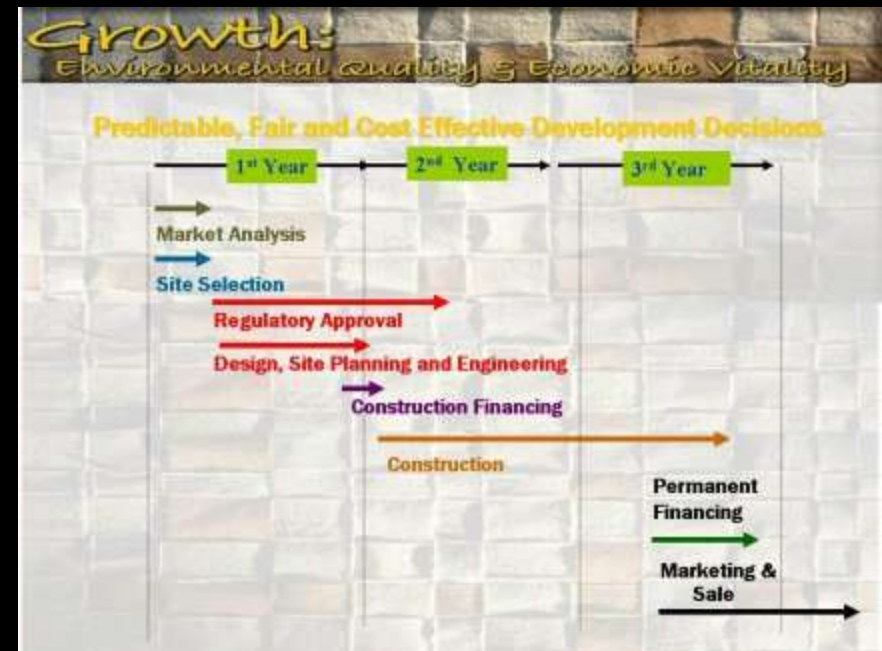 Growth:
Environmental Quality & Economic Vitality
Predictable, Fair and Cost Effective Development Decisions
1st Year 2nd Year 3rd Year
Market Analysis
Site Selection
Regulatory Approval
Design, Site Planning and Engineering
Construction Financing
Construction
Permanent
Financing
Marketing &
Sale